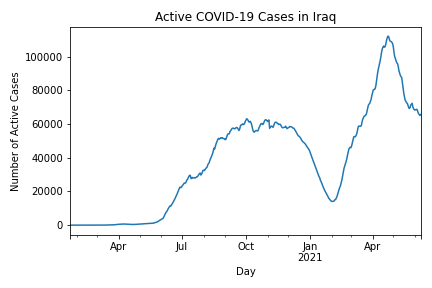 Active COVID-19 Cases in Iraq
Number of Active Cases
100000
80000
60000
40000
20000
0
Apr
Jul
Oct
Jan
2021
Apr
Day